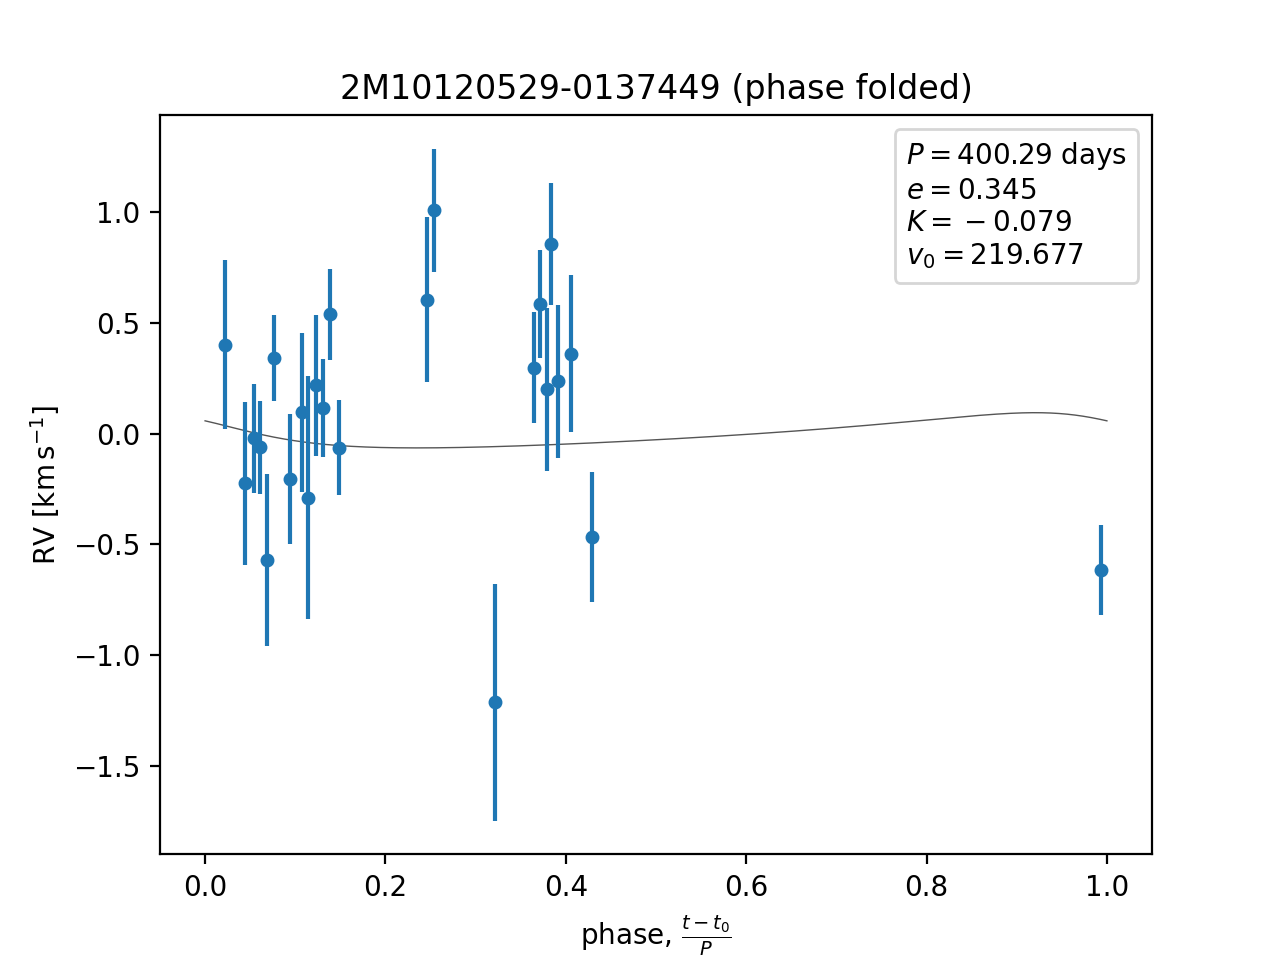 2M10120529-0137449 (phase folded)
P = 400.29 days
e = 0.345
K = −0.079
v₀ = 219.677
1.0
0.5
0.0
−0.5
−1.0
−1.5
RV [km s⁻¹]
0.0 0.2 0.4 0.6 0.8 1.0
phase, (t − t₀)/P